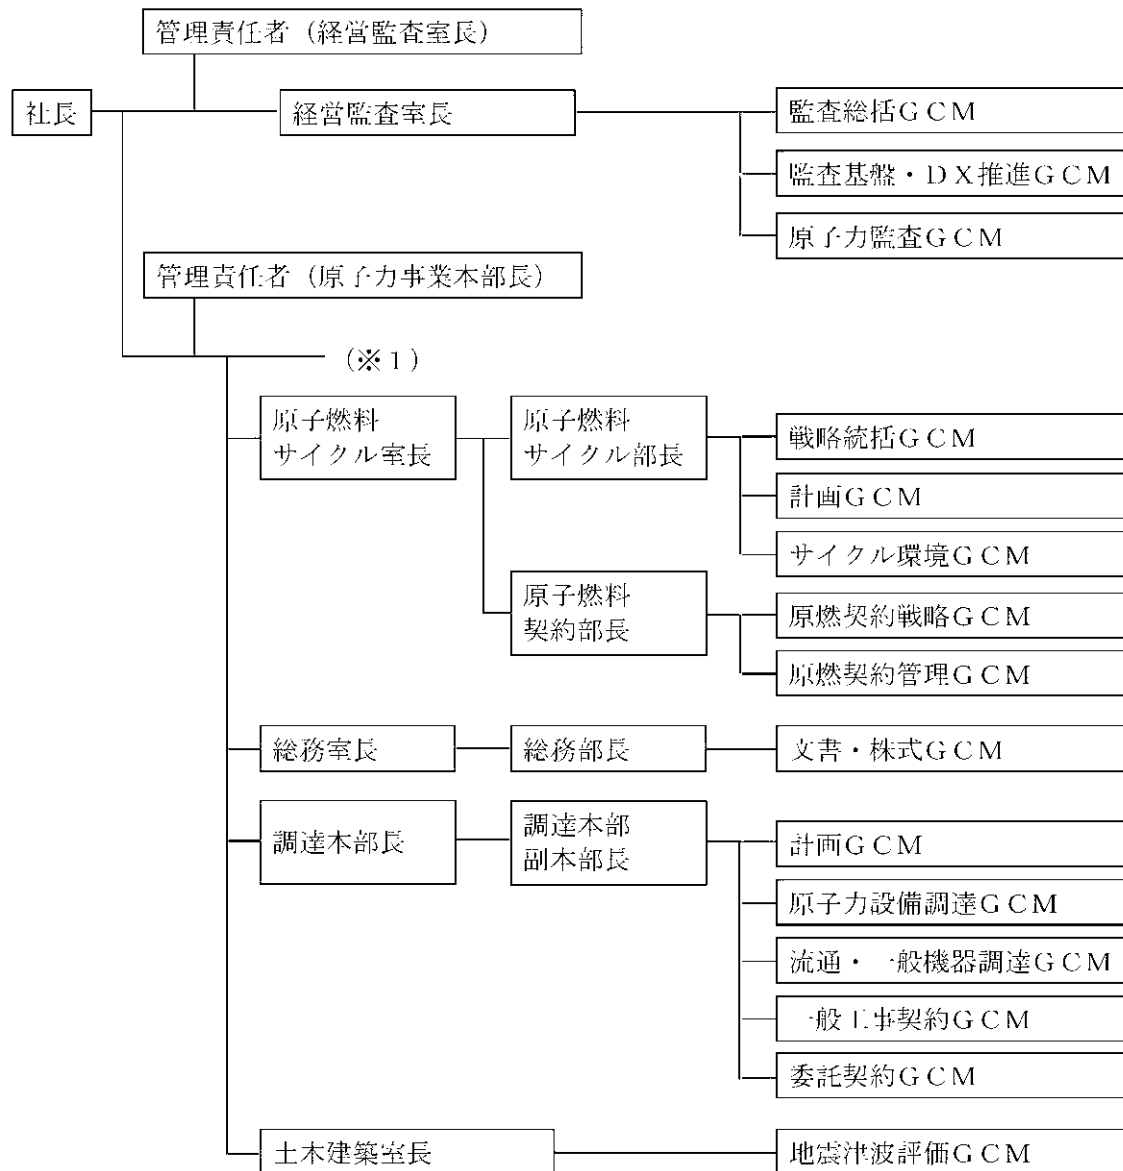 管理責任者（経営監査室長）
社長
経営監査室長
監査総括ＧＣＭ
監査基盤・ＤＸ推進ＧＣＭ
原子力監査ＧＣＭ
管理責任者（原子力事業本部長）
（※１）
原子燃料
サイクル室長
原子燃料
サイクル部長
戦略統括ＧＣＭ
計画ＧＣＭ
サイクル環境ＧＣＭ
原子燃料
契約部長
原燃契約戦略ＧＣＭ
原燃契約管理ＧＣＭ
総務室長
総務部長
文書・株式ＧＣＭ
調達本部長
調達本部
副本部長
計画ＧＣＭ
原子力設備調達ＧＣＭ
流通・一般機器調達ＧＣＭ
一般工事契約ＧＣＭ
委託契約ＧＣＭ
土木建築室長
地震津波評価ＧＣＭ